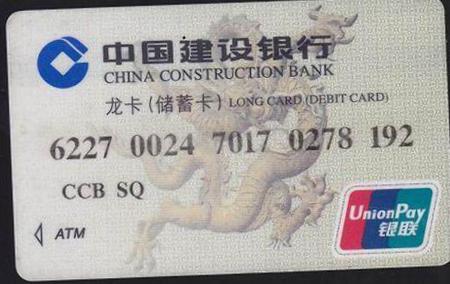 中国建设银行
CHINA CONSTRUCTION BANK
龙卡(储蓄卡) LONG CARD (DEBIT CARD)
6227 0024 7017 0278 192
CCB SQ
ATM
UnionPay
银联